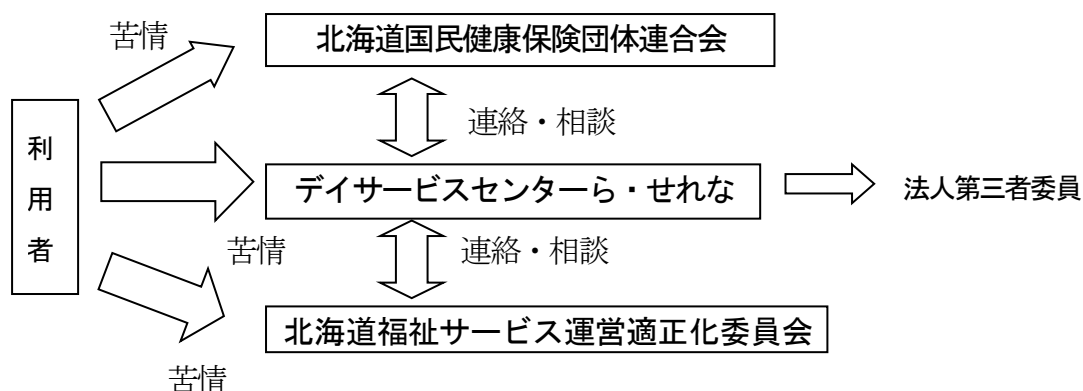 苦情
北海道国民健康保険団体連合会
連絡・相談
利用者
デイサービスセンターら・せれな
法人第三者委員
苦情
連絡・相談
北海道福祉サービス運営適正化委員会
苦情